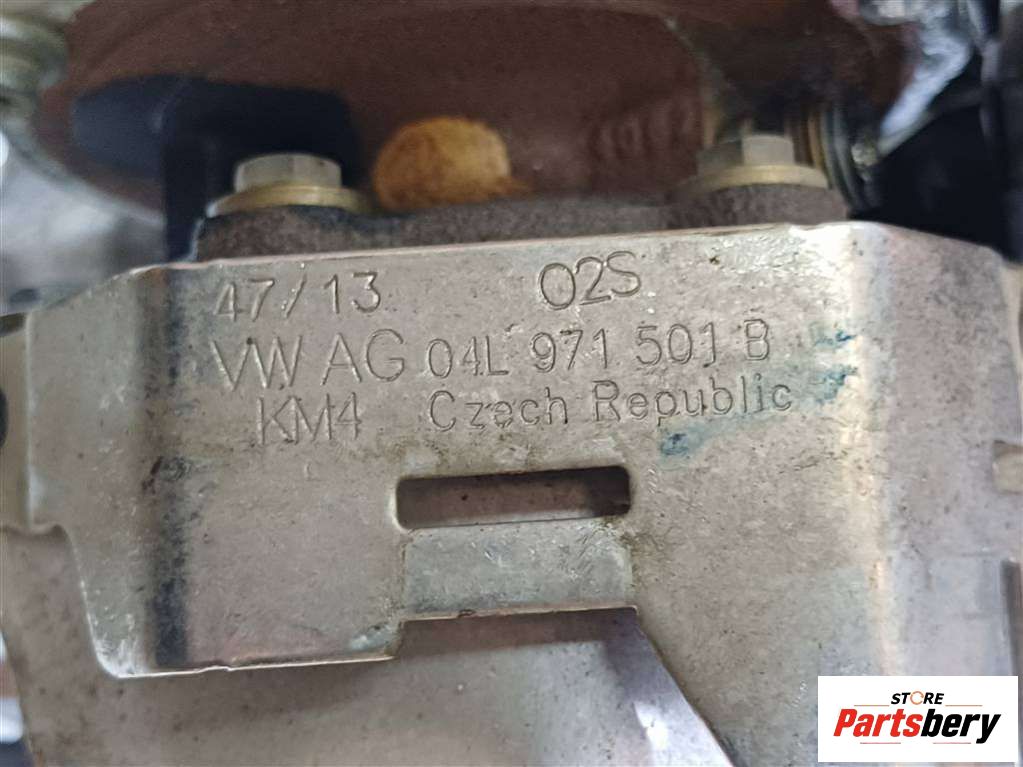 47/13 02S
VW AG 04L 971 501 B
KM4 Czech Republic
STORE
Partsbery